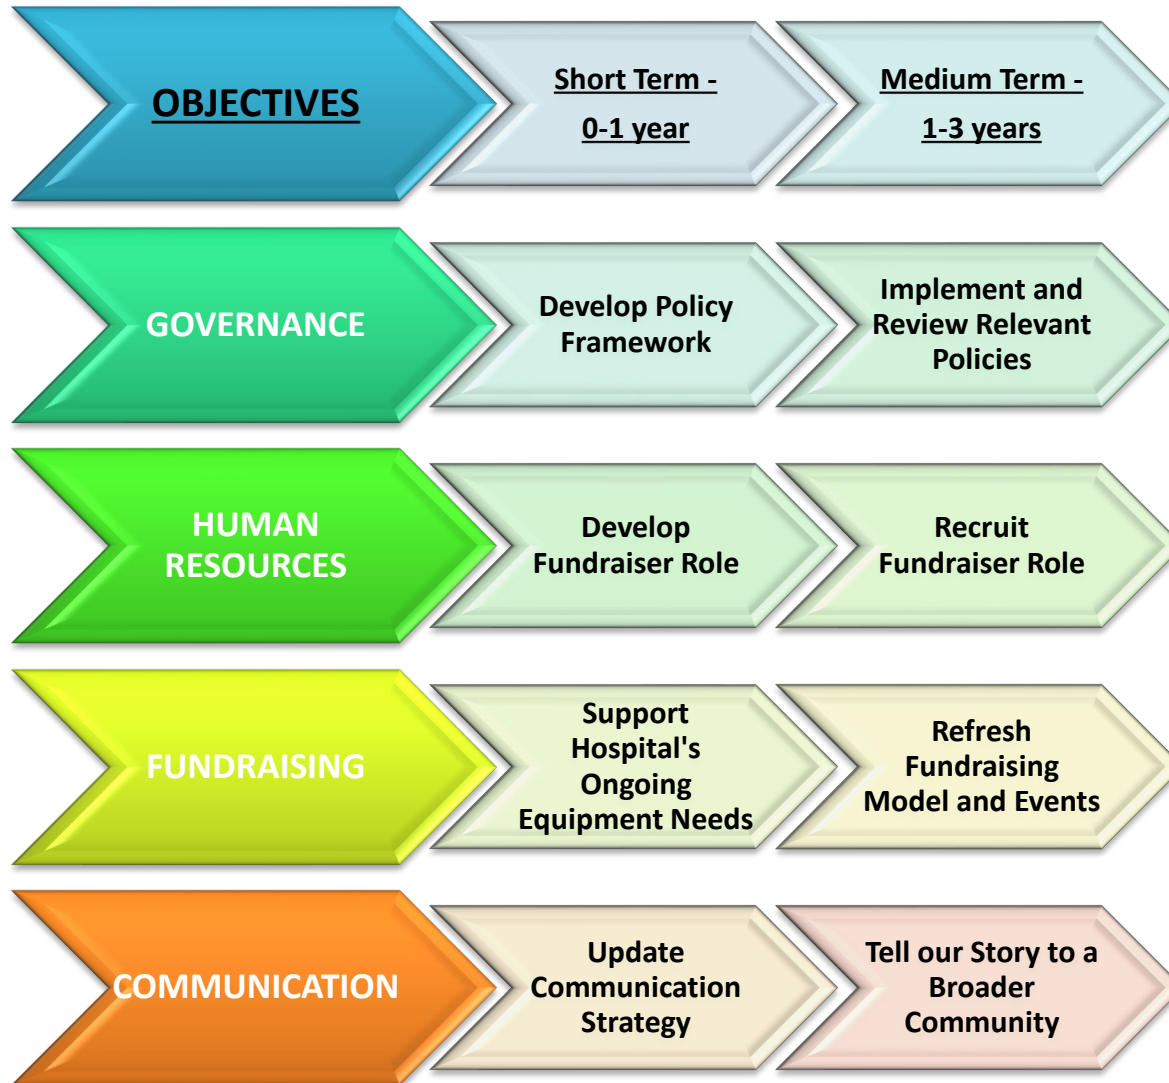 OBJECTIVES
Short Term -
0-1 year
Medium Term -
1-3 years
GOVERNANCE
Develop Policy
Framework
Implement and
Review Relevant
Policies
HUMAN
RESOURCES
Develop
Fundraiser Role
Recruit
Fundraiser Role
FUNDRAISING
Support
Hospital's
Ongoing
Equipment Needs
Refresh
Fundraising
Model and Events
COMMUNICATION
Update
Communication
Strategy
Tell our Story to a
Broader
Community